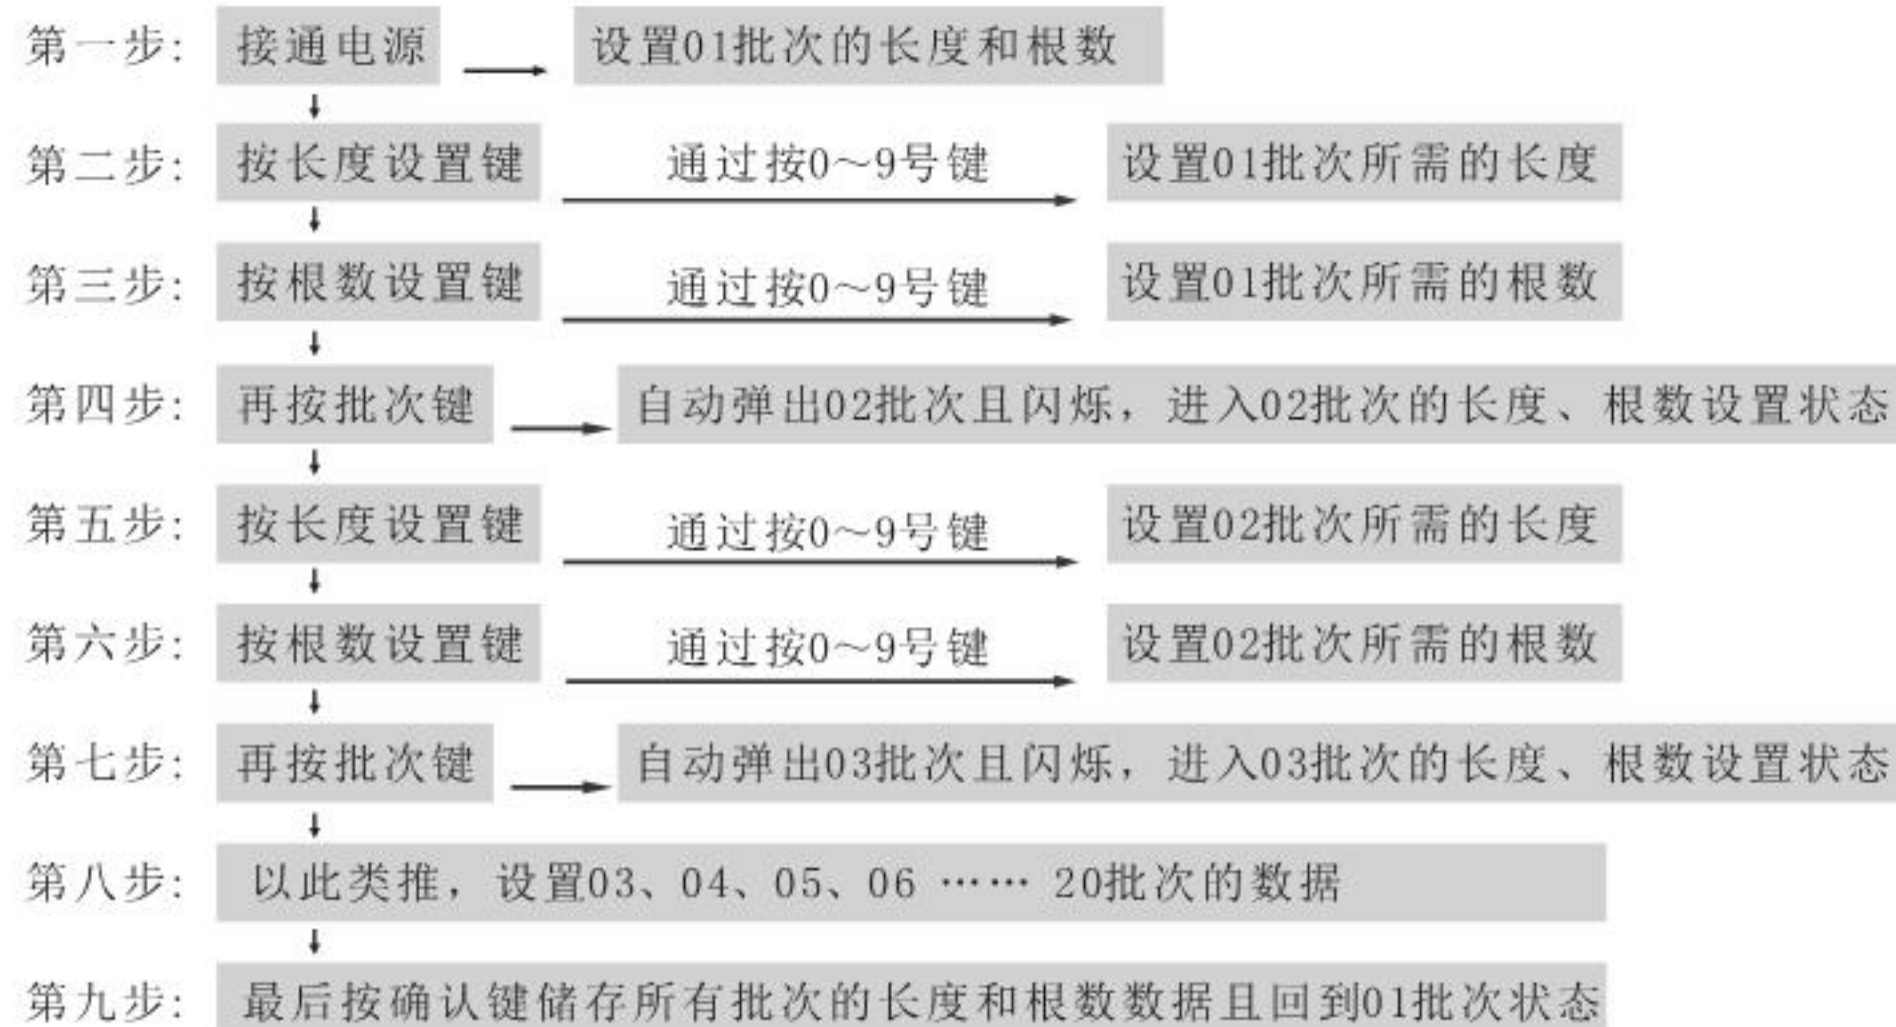 第一步: 接通电源 设置01批次的长度和根数
第二步: 按长度设置键 通过按0～9号键 设置01批次所需的长度
第三步: 按根数设置键 通过按0～9号键 设置01批次所需的根数
第四步: 再按批次键 自动弹出02批次且闪烁，进入02批次的长度、根数设置状态
第五步: 按长度设置键 通过按0～9号键 设置02批次所需的长度
第六步: 按根数设置键 通过按0～9号键 设置02批次所需的根数
第七步: 再按批次键 自动弹出03批次且闪烁，进入03批次的长度、根数设置状态
第八步: 以此类推，设置03、04、05、06 …… 20批次的数据
第九步: 最后按确认键储存所有批次的长度和根数数据且回到01批次状态